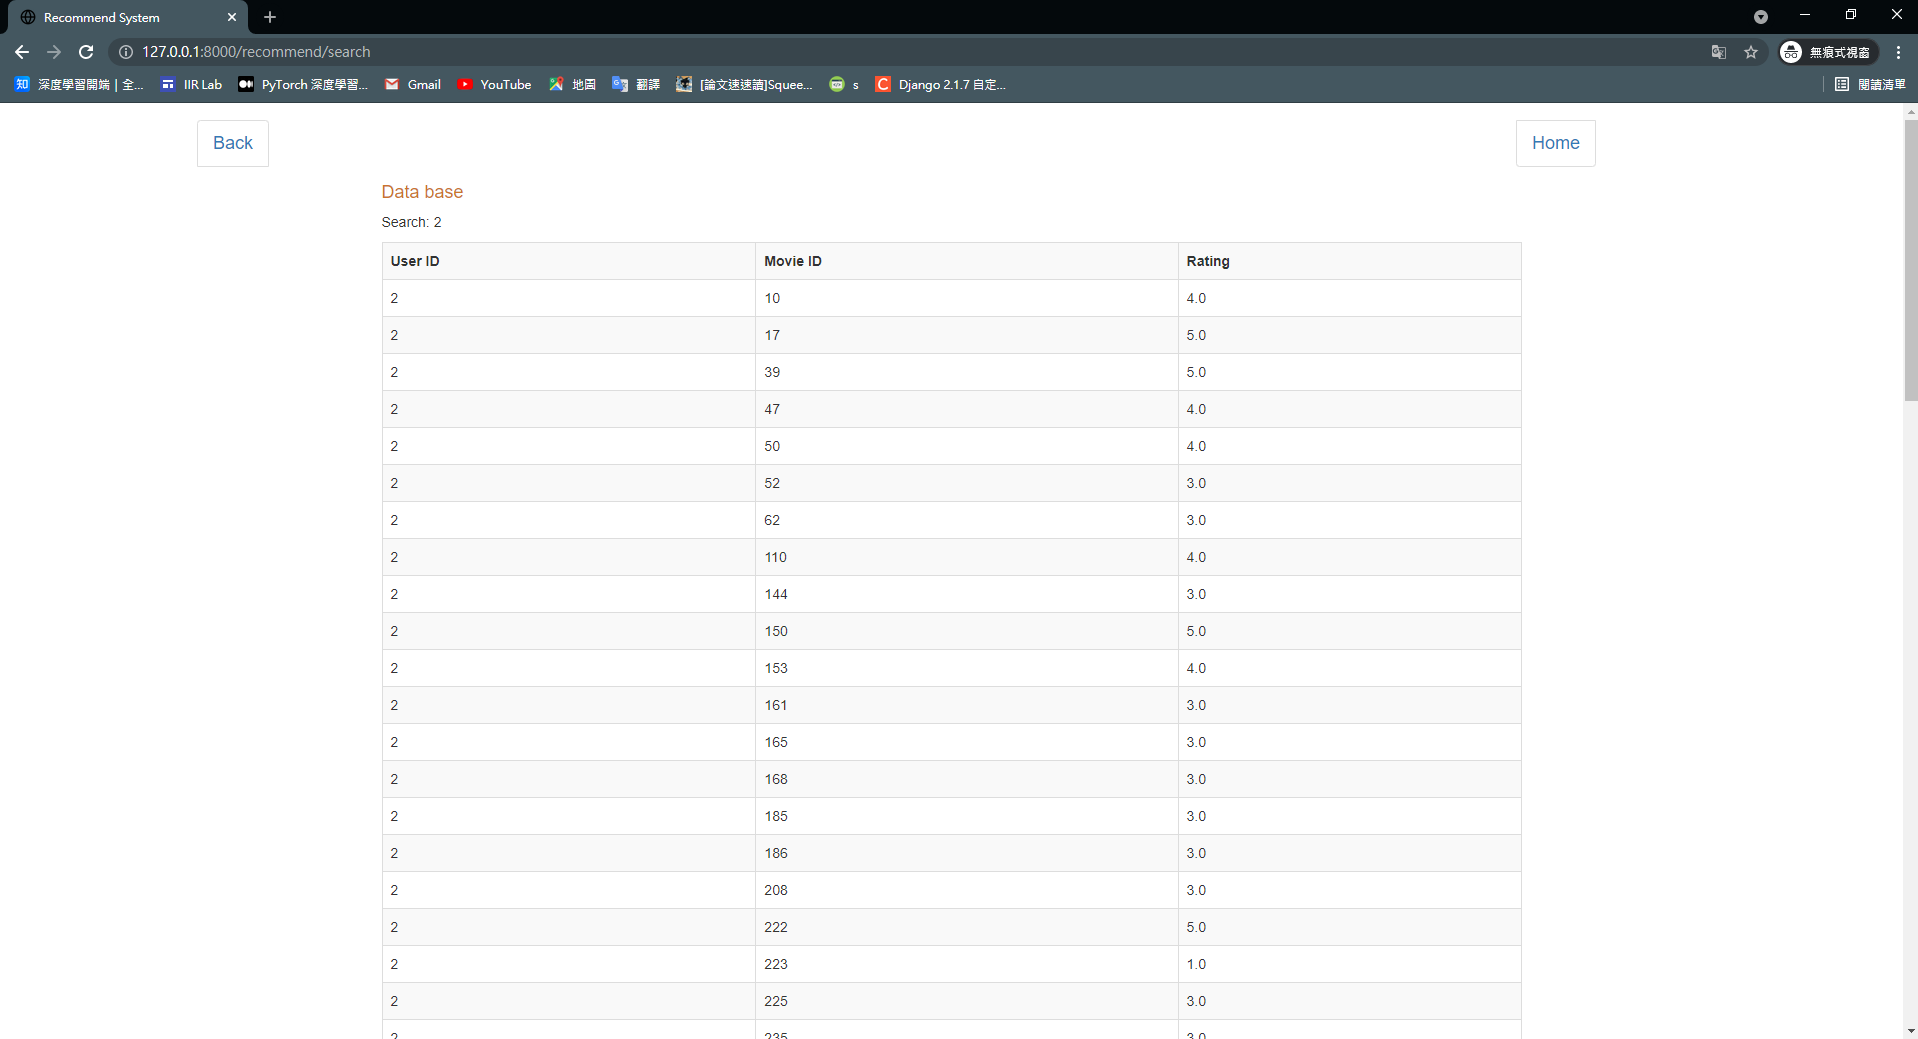 Recommend System
127.0.0.1:8000/recommend/search
無痕式視窗
知 深度學習開端 | 全... IIR Lab PyTorch 深度學習... Gmail YouTube 地圖 翻譯 [論文速速讀]Squee... s C Django 2.1.7 自定... 閱讀清單
Back Home
Data base
Search: 2
User ID Movie ID Rating
2 10 4.0
2 17 5.0
2 39 5.0
2 47 4.0
2 50 4.0
2 52 3.0
2 62 3.0
2 110 4.0
2 144 3.0
2 150 5.0
2 153 4.0
2 161 3.0
2 165 3.0
2 168 3.0
2 185 3.0
2 186 3.0
2 208 3.0
2 222 5.0
2 223 1.0
2 225 3.0
2 235 3.0